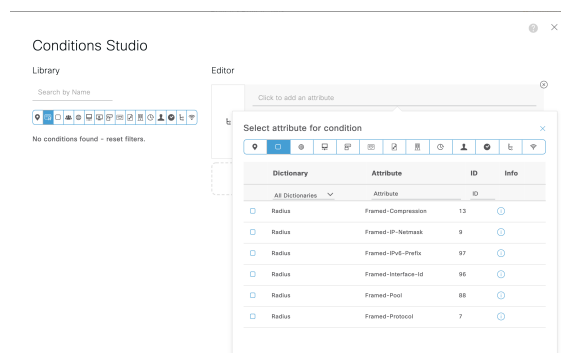 Conditions Studio
Library
Editor
Search by Name
Click to add an attribute
No conditions found - reset filters.
Select attribute for condition
Dictionary Attribute ID Info
All Dictionaries Attribute ID
Radius Framed-Compression 13
Radius Framed-IP-Netmask 9
Radius Framed-IPv6-Prefix 97
Radius Framed-Interface-Id 96
Radius Framed-Pool 88
Radius Framed-Protocol 7